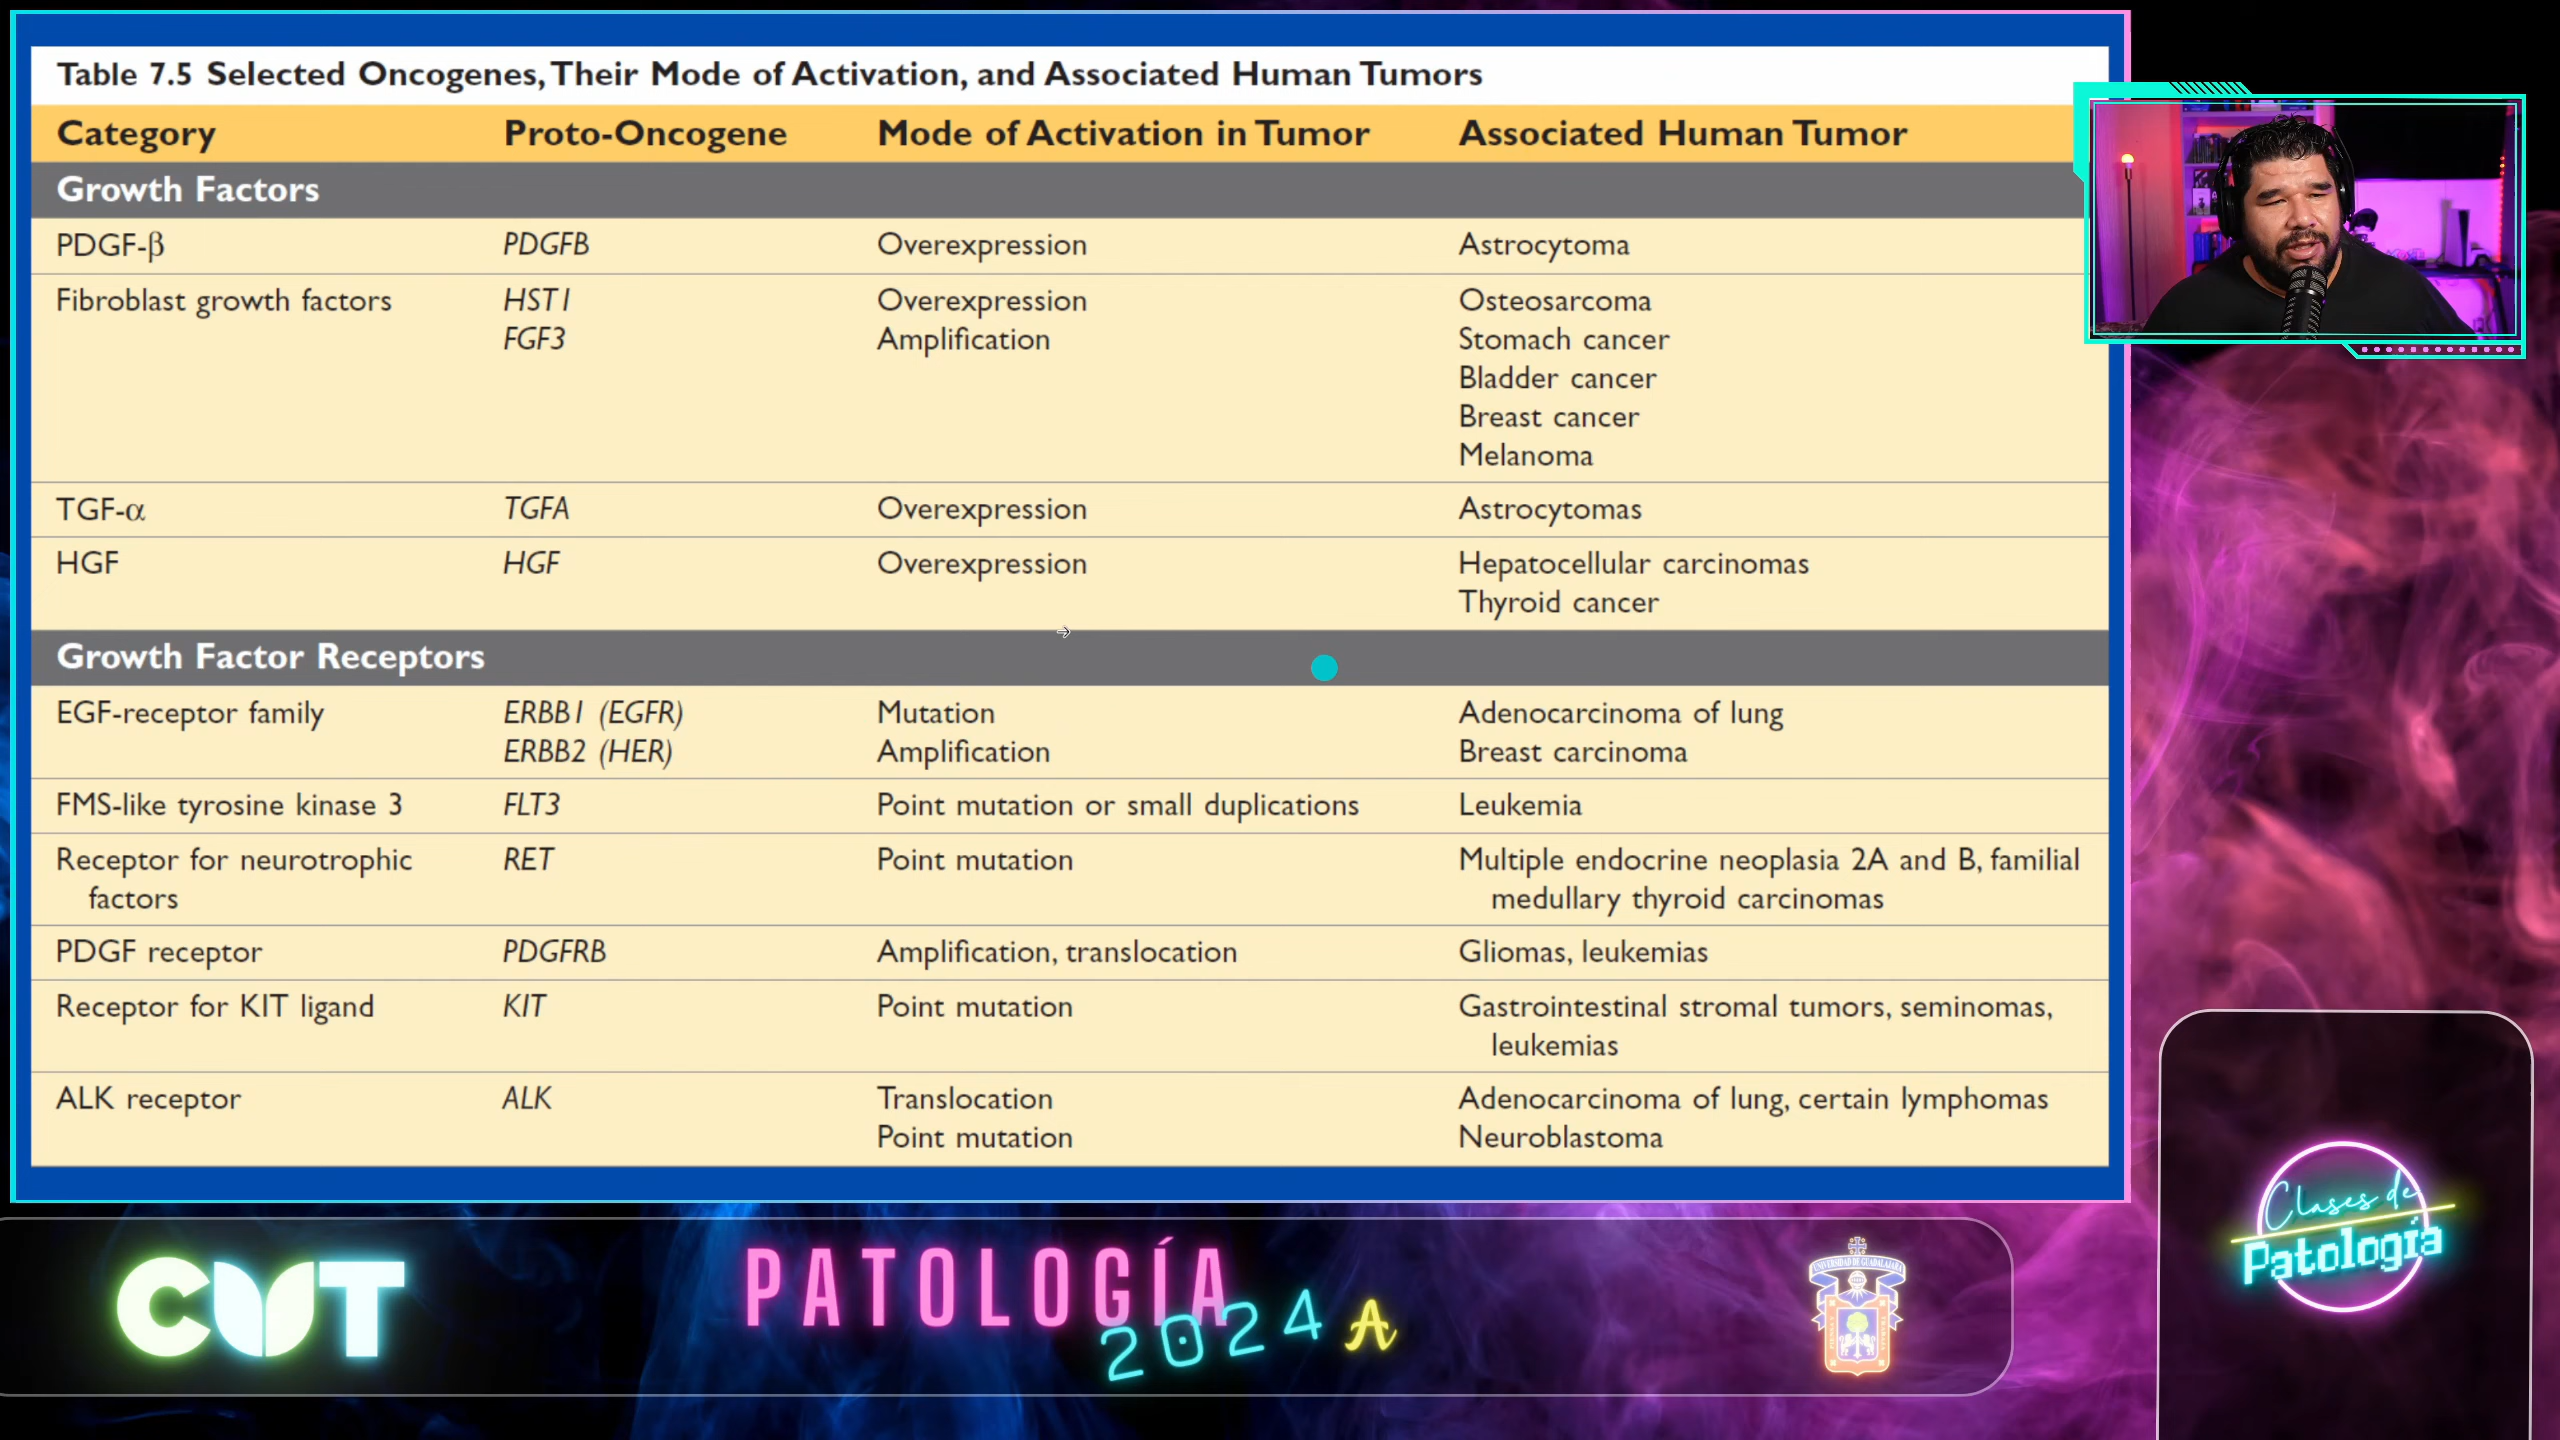 Table 7.5 Selected Oncogenes, Their Mode of Activation, and Associated Human Tumors
Category Proto-Oncogene Mode of Activation in Tumor Associated Human Tumor
Growth Factors
PDGF-β PDGFB Overexpression Astrocytoma
Fibroblast growth factors HST1 Overexpression Osteosarcoma
FGF3 Amplification Stomach cancer
Bladder cancer
Breast cancer
Melanoma
TGF-α TGFA Overexpression Astrocytomas
HGF HGF Overexpression Hepatocellular carcinomas
Thyroid cancer
Growth Factor Receptors
EGF-receptor family ERBB1 (EGFR) Mutation Adenocarcinoma of lung
ERBB2 (HER) Amplification Breast carcinoma
FMS-like tyrosine kinase 3 FLT3 Point mutation or small duplications Leukemia
Receptor for neurotrophic RET Point mutation Multiple endocrine neoplasia 2A and B, familial
factors medullary thyroid carcinomas
PDGF receptor PDGFRB Amplification, translocation Gliomas, leukemias
Receptor for KIT ligand KIT Point mutation Gastrointestinal stromal tumors, seminomas,
leukemias
ALK receptor ALK Translocation Adenocarcinoma of lung, certain lymphomas
Point mutation Neuroblastoma
CUT
PATOLOGÍA
2024 A
UNIVERSIDAD DE GUADALAJARA
Clases de
Patología